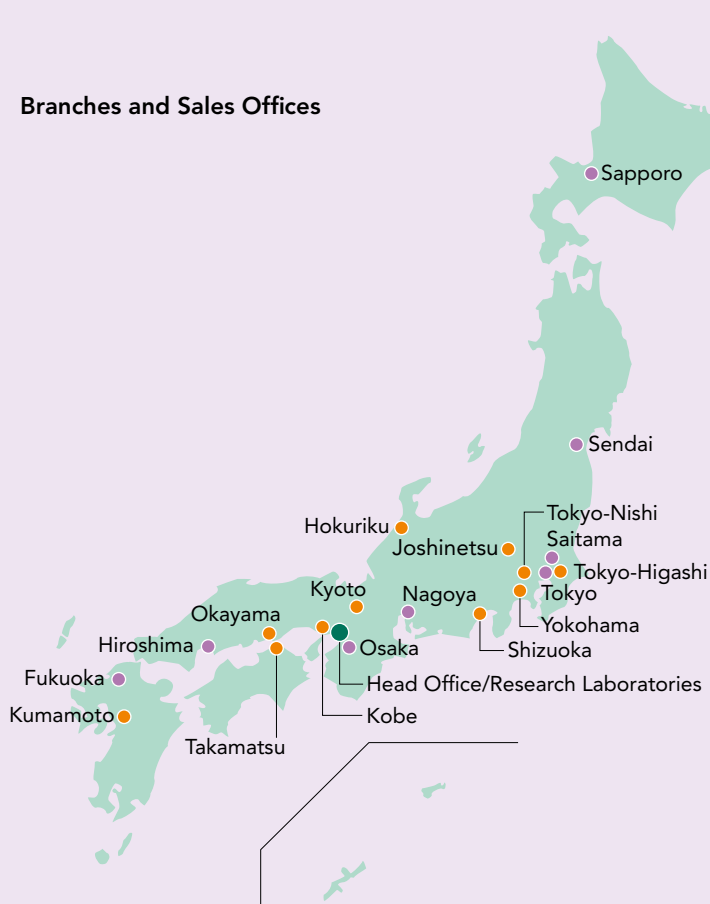 Branches and Sales Offices
Sapporo
Sendai
Tokyo-Nishi
Hokuriku
Saitama
Joshinetsu
Tokyo-Higashi
Kyoto
Nagoya
Tokyo
Okayama
Yokohama
Hiroshima
Osaka
Shizuoka
Fukuoka
Head Office/Research Laboratories
Kumamoto
Kobe
Takamatsu